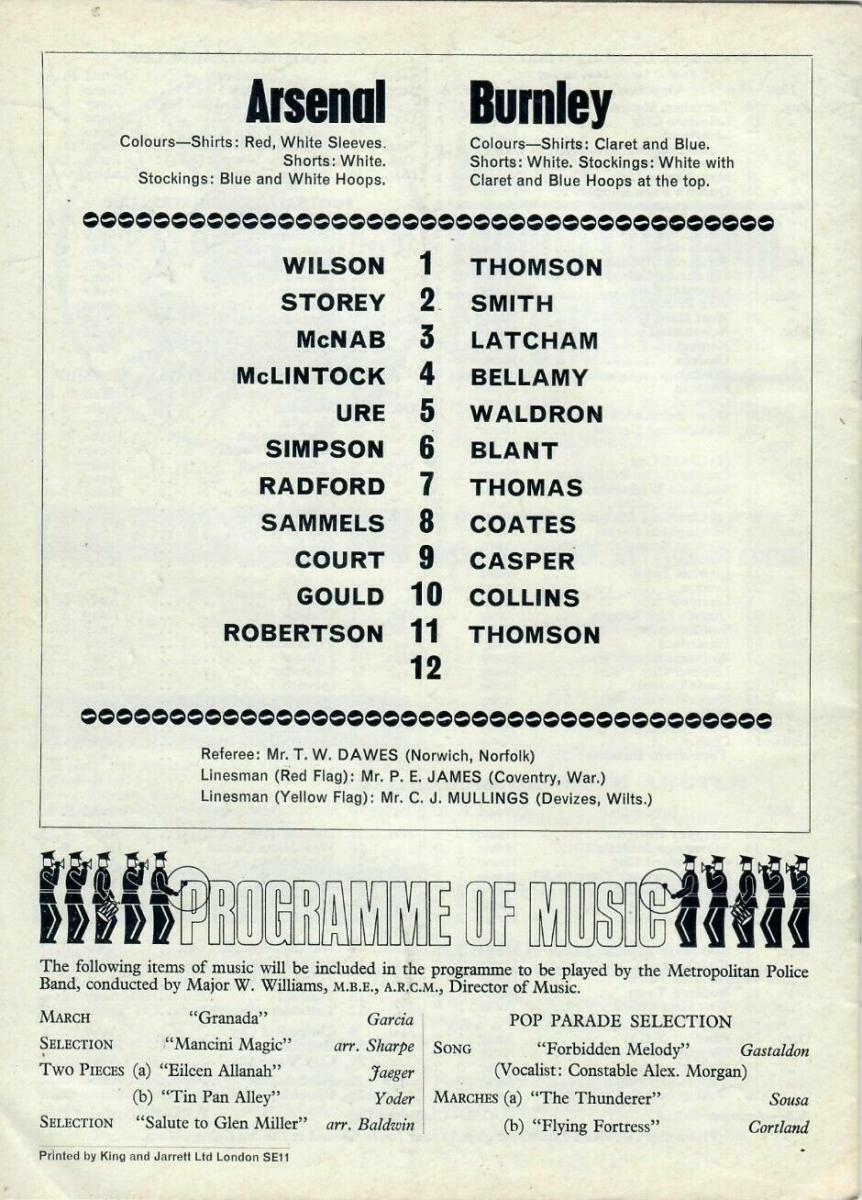 Arsenal
Colours—Shirts: Red, White Sleeves.
Shorts: White.
Stockings: Blue and White Hoops.
Burnley
Colours—Shirts: Claret and Blue.
Shorts: White. Stockings: White with
Claret and Blue Hoops at the top.
WILSON 1 THOMSON
STOREY 2 SMITH
McNAB 3 LATCHAM
McLINTOCK 4 BELLAMY
URE 5 WALDRON
SIMPSON 6 BLANT
RADFORD 7 THOMAS
SAMMELS 8 COATES
COURT 9 CASPER
GOULD 10 COLLINS
ROBERTSON 11 THOMSON
12
Referee: Mr. T. W. DAWES (Norwich, Norfolk)
Linesman (Red Flag): Mr. P. E. JAMES (Coventry, War.)
Linesman (Yellow Flag): Mr. C. J. MULLINGS (Devizes, Wilts.)
PROGRAMME OF MUSIC
The following items of music will be included in the programme to be played by the Metropolitan Police
Band, conducted by Major W. Williams, M.B.E., A.R.C.M., Director of Music.
MARCH "Granada" Garcia
SELECTION "Mancini Magic" arr. Sharpe
TWO PIECES (a) "Eileen Allanah" Jaeger
(b) "Tin Pan Alley" Yoder
SELECTION "Salute to Glen Miller" arr. Baldwin
POP PARADE SELECTION
SONG "Forbidden Melody" Gastaldon
(Vocalist: Constable Alex. Morgan)
MARCHES (a) "The Thunderer" Sousa
(b) "Flying Fortress" Cortland
Printed by King and Jarrett Ltd London SE11